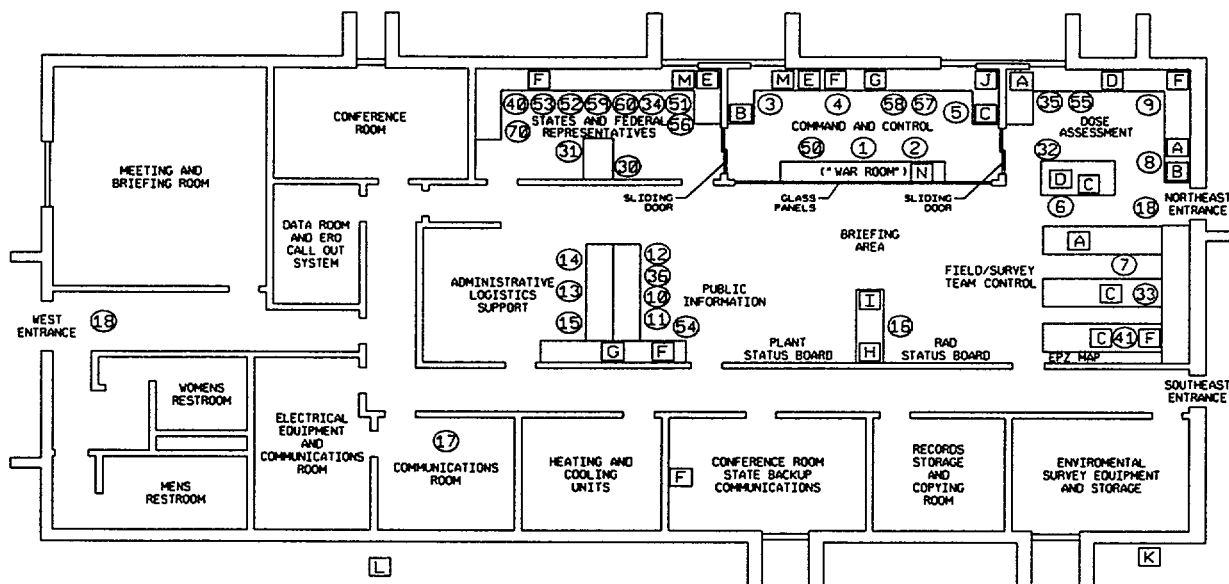 F
M
E
M
E
F
G
J
A
D
F
40
53
52
59
60
34
51
3
4
58
57
5
35
55
9
CONFERENCE
ROOM
STATES AND FEDERAL
REPRESENTATIVES
70
56
B
COMMAND AND CONTROL
C
DOSE
ASSESSMENT
31
30
50
1
2
32
A
8
B
MEETING AND
BRIEFING ROOM
("WAR ROOM")
N
D
C
SLIDING
DOOR
GLASS
PANELS
SLIDING
DOOR
6
18
NORTHEAST
ENTRANCE
DATA ROOM
AND ERO
CALL OUT
SYSTEM
BRIEFING
AREA
A
14
12
7
ADMINISTRATIVE
LOGISTICS
SUPPORT
36
PUBLIC
INFORMATION
FIELD/SURVEY
TEAM CONTROL
13
10
I
C
33
WEST
ENTRANCE
18
15
11
54
16
G
F
H
PLANT
STATUS BOARD
RAD
STATUS BOARD
C
41
F
EPZ MAP
WOMENS
RESTROOM
SOUTHEAST
ENTRANCE
ELECTRICAL
EQUIPMENT
AND
COMMUNICATIONS
ROOM
17
COMMUNICATIONS
ROOM
HEATING AND
COOLING
UNITS
F
CONFERENCE ROOM
STATE BACKUP
COMMUNICATIONS
RECORDS
STORAGE
AND
COPYING
ROOM
ENVIROMENTAL
SURVEY EQUIPMENT
AND STORAGE
MENS
RESTROOM
L
K